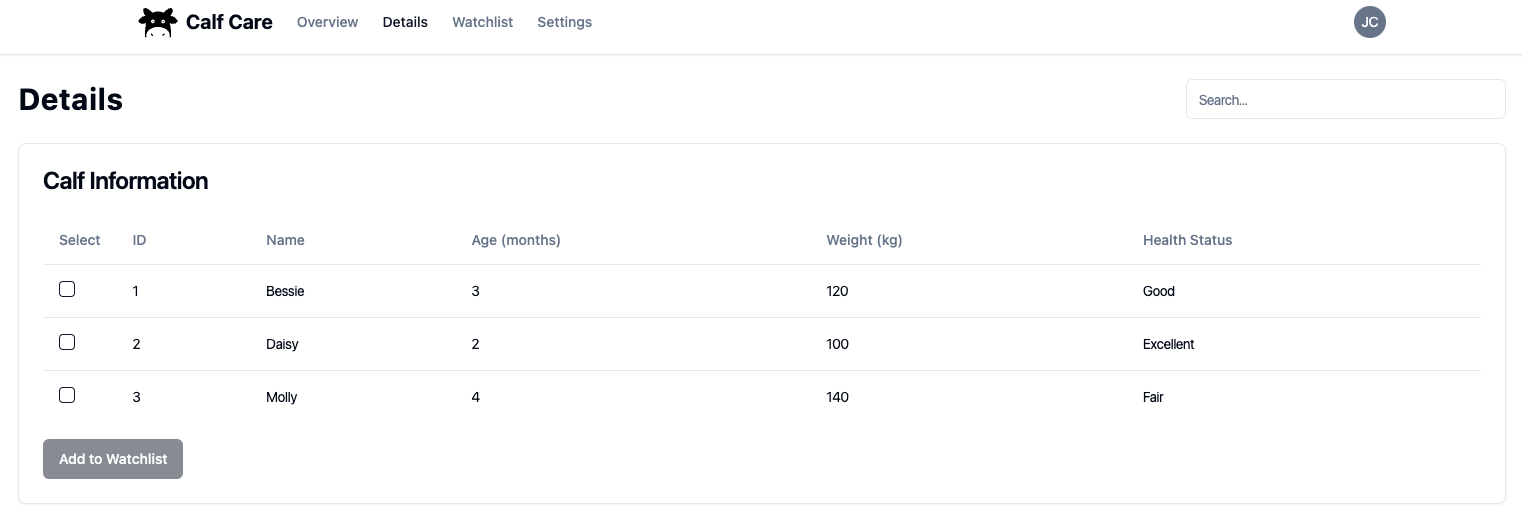 Calf Care Overview Details Watchlist Settings JC
Details Search...
Calf Information
Select ID Name Age (months) Weight (kg) Health Status
1 Bessie 3 120 Good
2 Daisy 2 100 Excellent
3 Molly 4 140 Fair
Add to Watchlist